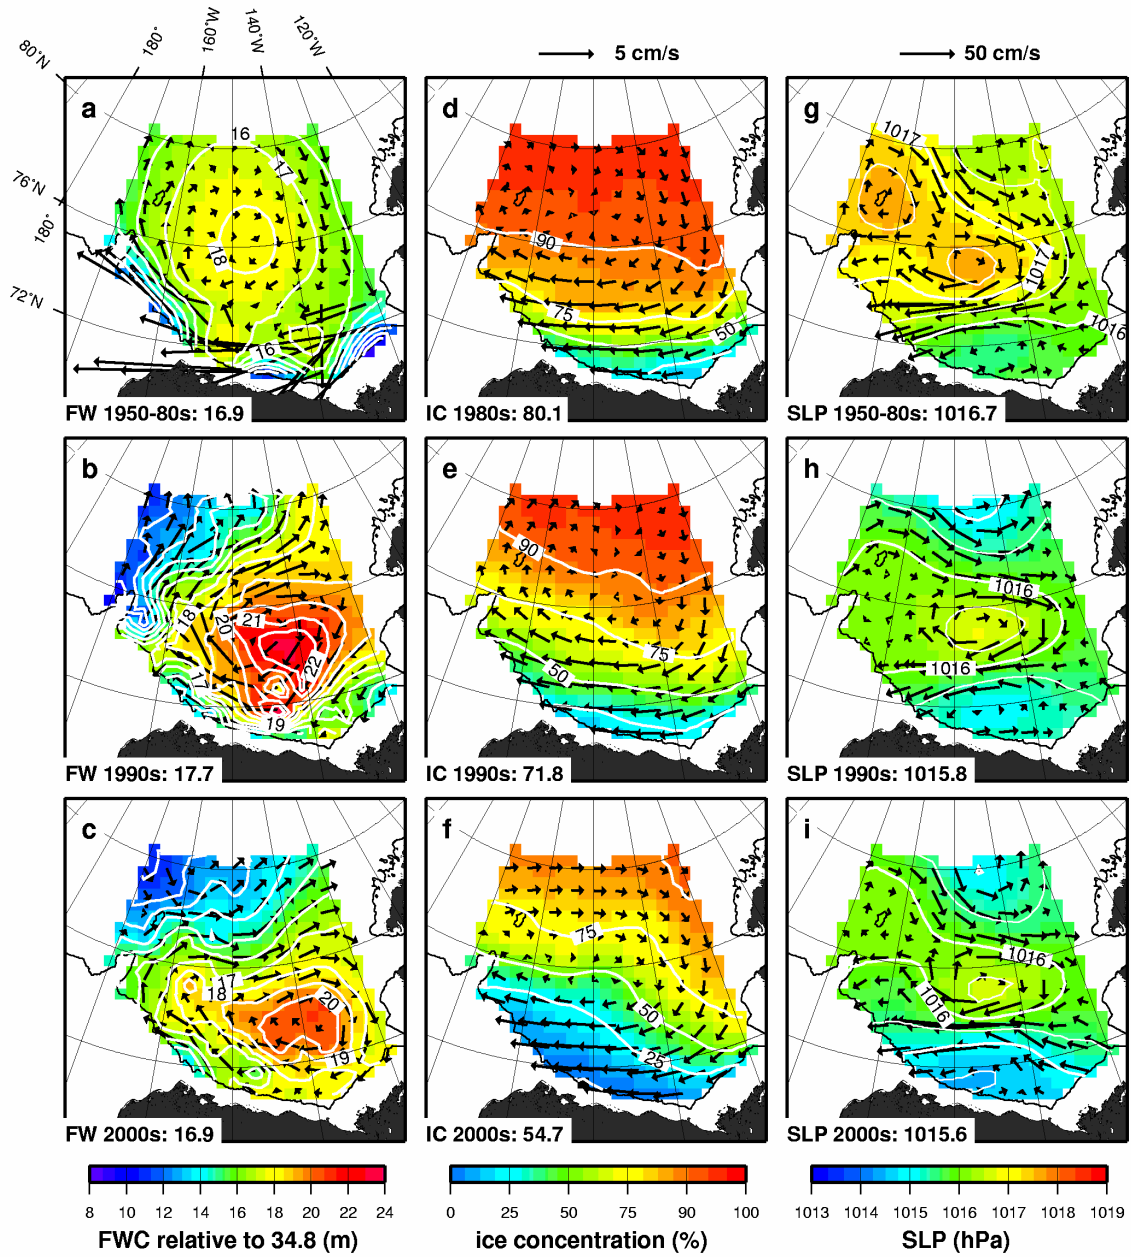 180° 160°W 140°W 120°W
80°N
76°N
180°
72°N
5 cm/s
50 cm/s
a
16
17
18
16
FW 1950-80s: 16.9
d
90
75
50
IC 1980s: 80.1
g
1017
1017
1016
SLP 1950-80s: 1016.7
b
18
20
21
22
17
19
FW 1990s: 17.7
e
90
75
50
IC 1990s: 71.8
h
1016
1016
SLP 1990s: 1015.8
c
17
18
20
19
FW 2000s: 16.9
f
75
50
25
IC 2000s: 54.7
i
1016
1016
SLP 2000s: 1015.6
8 10 12 14 16 18 20 22 24
FWC relative to 34.8 (m)
0 25 50 75 90 100
ice concentration (%)
1013 1014 1015 1016 1017 1018 1019
SLP (hPa)